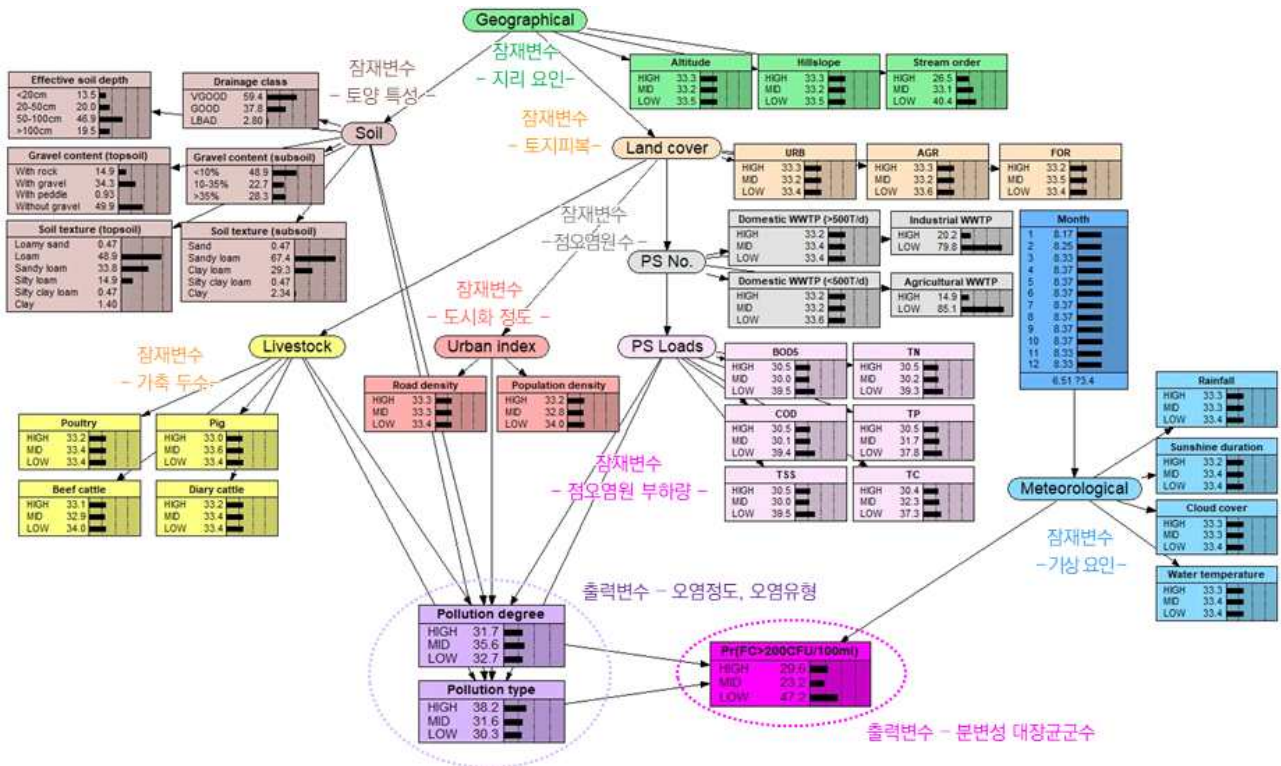 Geographical
잠재변수
- 지리 요인-
Altitude
HIGH 33.3
MID 33.2
LOW 33.5
Hillslope
HIGH 33.3
MID 33.2
LOW 33.5
Stream order
HIGH 26.5
MID 33.1
LOW 40.4
잠재변수
- 토양 특성-
Effective soil depth
<20cm 13.5
20-50cm 20.0
50-100cm 46.9
>100cm 19.5
Drainage class
VGOOD 59.4
GOOD 37.8
LBAD 2.80
Soil
Gravel content (topsoil)
With rock 14.9
With gravel 34.3
With peddle 0.93
Without gravel 49.9
Gravel content (subsoil)
<10% 48.9
10-35% 22.7
>35% 28.3
Soil texture (topsoil)
Loamy sand 0.47
Loam 48.9
Sandy loam 33.8
Silty loam 14.9
Silty clay loam 0.47
Clay 1.40
Soil texture (subsoil)
Sand 0.47
Sandy loam 67.4
Clay loam 29.3
Silty clay loam 0.47
Clay 2.34
잠재변수
- 토지피복-
Land cover
URB
HIGH 33.3
MID 33.2
LOW 33.4
AGR
HIGH 33.3
MID 33.2
LOW 33.6
FOR
HIGH 33.2
MID 33.5
LOW 33.4
잠재변수
-점오염원수-
PS No.
Domestic WWTP (>500T/d)
HIGH 33.2
MID 33.4
LOW 33.4
Industrial WWTP
HIGH 20.2
LOW 79.8
Domestic WWTP (<500T/d)
HIGH 33.2
MID 33.2
LOW 33.6
Agricultural WWTP
HIGH 14.9
LOW 85.1
Month
1 8.17
2 8.25
3 8.33
4 8.37
5 8.37
6 8.37
7 8.37
8 8.37
9 8.37
10 8.37
11 8.33
12 8.33
6.51 ?3.4
잠재변수
- 도시화 정도 -
Livestock
Urban index
PS Loads
잠재변수
- 가축 두수-
Road density
HIGH 33.3
MID 33.3
LOW 33.4
Population density
HIGH 33.2
MID 32.8
LOW 34.0
BOD5
HIGH 30.5
MID 30.0
LOW 39.5
TN
HIGH 30.5
MID 30.2
LOW 39.3
COD
HIGH 30.5
MID 30.1
LOW 39.4
TP
HIGH 30.5
MID 31.7
LOW 37.8
TSS
HIGH 30.5
MID 30.0
LOW 39.5
TC
HIGH 30.4
MID 32.3
LOW 37.3
Poultry
HIGH 33.2
MID 33.4
LOW 33.4
Pig
HIGH 33.0
MID 33.6
LOW 33.4
Beef cattle
HIGH 33.1
MID 32.9
LOW 34.0
Diary cattle
HIGH 33.2
MID 33.4
LOW 33.4
잠재변수
- 점오염원 부하량 -
Meteorological
잠재변수
-기상 요인-
Rainfall
HIGH 33.3
MID 33.3
LOW 33.4
Sunshine duration
HIGH 33.2
MID 33.4
LOW 33.4
Cloud cover
HIGH 33.3
MID 33.3
LOW 33.4
Water temperature
HIGH 33.3
MID 33.4
LOW 33.4
출력변수 - 오염정도, 오염유형
Pollution degree
HIGH 31.7
MID 35.6
LOW 32.7
Pollution type
HIGH 38.2
MID 31.6
LOW 30.3
Pr(FC>200CFU/100ml)
HIGH 29.6
MID 23.2
LOW 47.2
출력변수 - 분변성 대장균군수